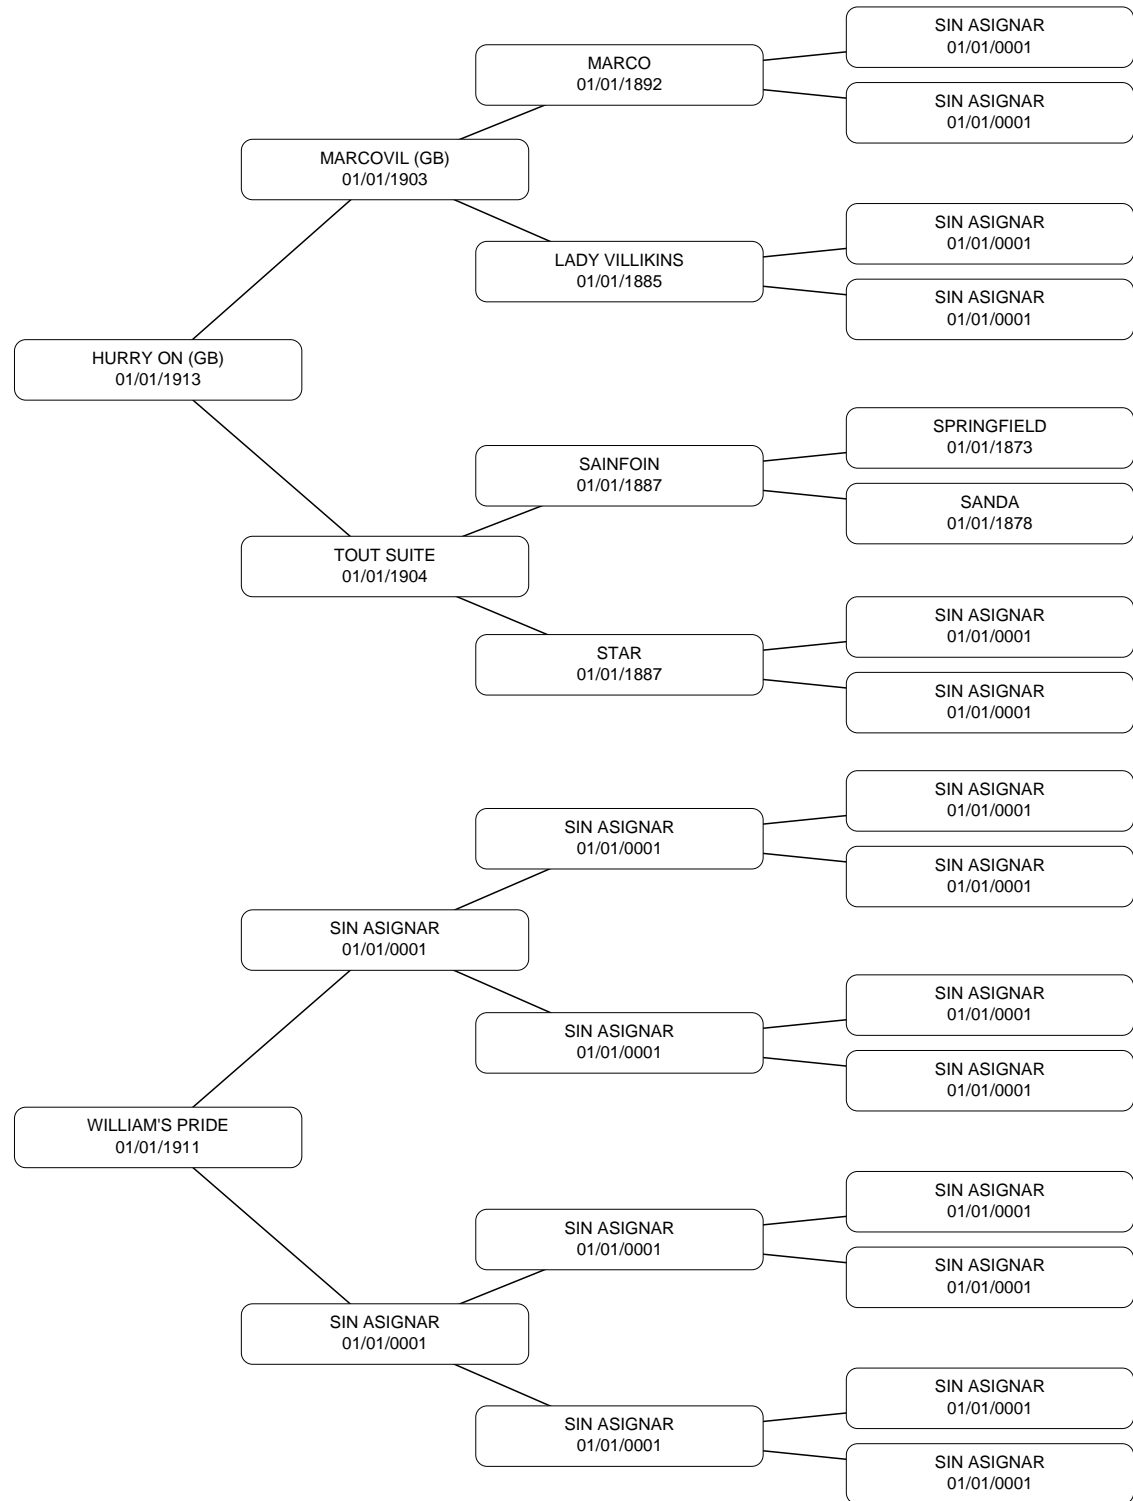 SIN ASIGNAR
01/01/0001
MARCO
01/01/1892
SIN ASIGNAR
01/01/0001
MARCOVIL (GB)
01/01/1903
SIN ASIGNAR
01/01/0001
LADY VILLIKINS
01/01/1885
SIN ASIGNAR
01/01/0001
HURRY ON (GB)
01/01/1913
SPRINGFIELD
01/01/1873
SAINFOIN
01/01/1887
SANDA
01/01/1878
TOUT SUITE
01/01/1904
SIN ASIGNAR
01/01/0001
STAR
01/01/1887
SIN ASIGNAR
01/01/0001
SIN ASIGNAR
01/01/0001
SIN ASIGNAR
01/01/0001
SIN ASIGNAR
01/01/0001
SIN ASIGNAR
01/01/0001
SIN ASIGNAR
01/01/0001
SIN ASIGNAR
01/01/0001
SIN ASIGNAR
01/01/0001
WILLIAM'S PRIDE
01/01/1911
SIN ASIGNAR
01/01/0001
SIN ASIGNAR
01/01/0001
SIN ASIGNAR
01/01/0001
SIN ASIGNAR
01/01/0001
SIN ASIGNAR
01/01/0001
SIN ASIGNAR
01/01/0001
SIN ASIGNAR
01/01/0001